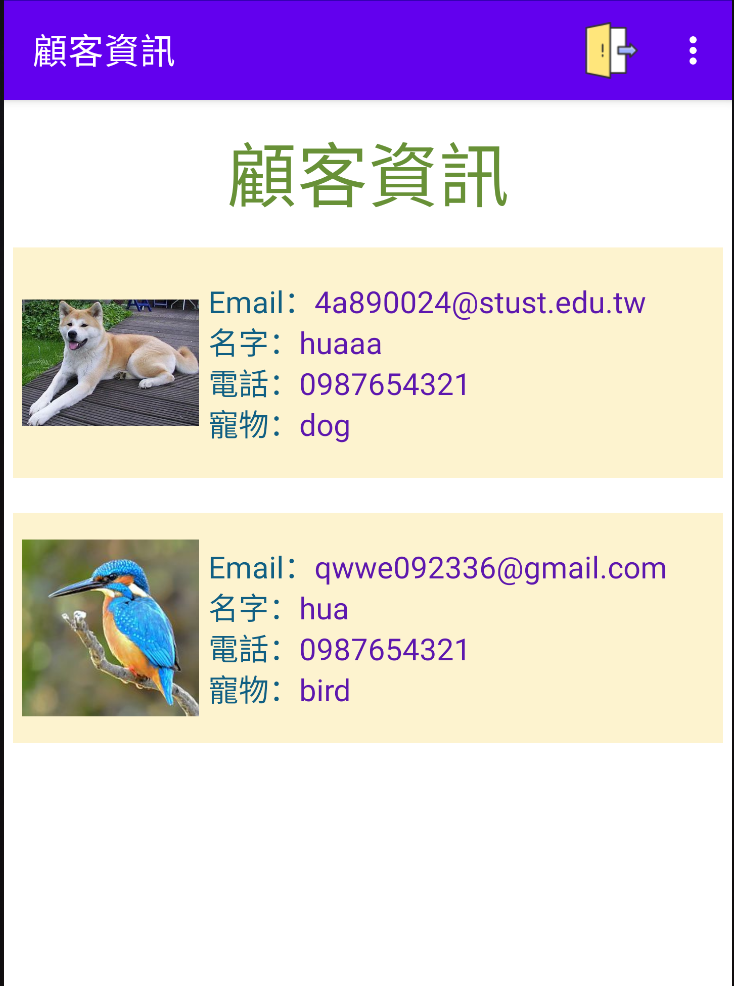 顧客資訊
顧客資訊
Email：4a890024@stust.edu.tw
名字：huaaa
電話：0987654321
寵物：dog
Email：qwwe092336@gmail.com
名字：hua
電話：0987654321
寵物：bird